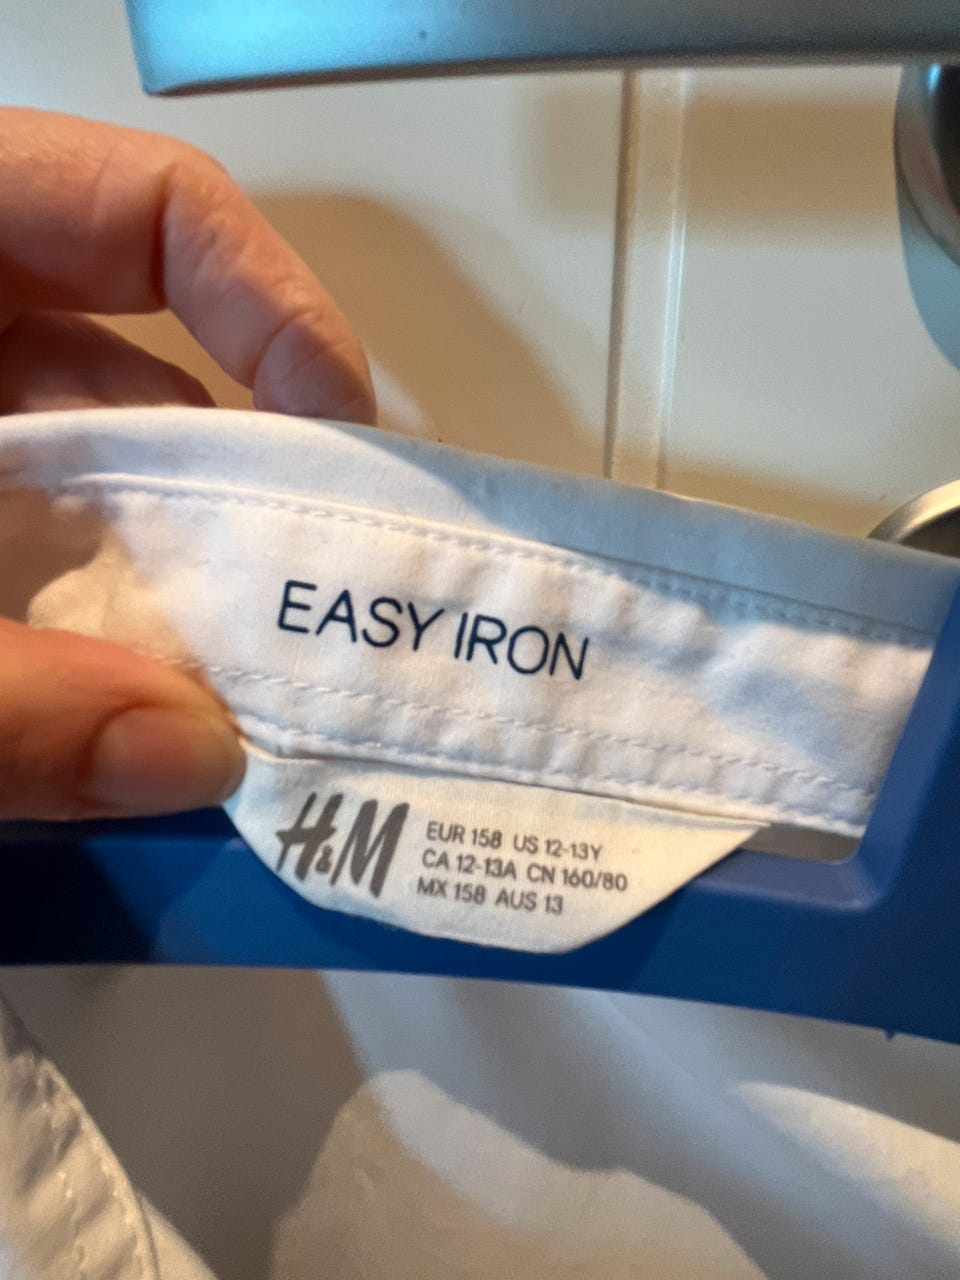 EASY IRON
H&M
EUR 158 US 12-13Y
CA 12-13A CN 160/80
MX 158 AUS 13